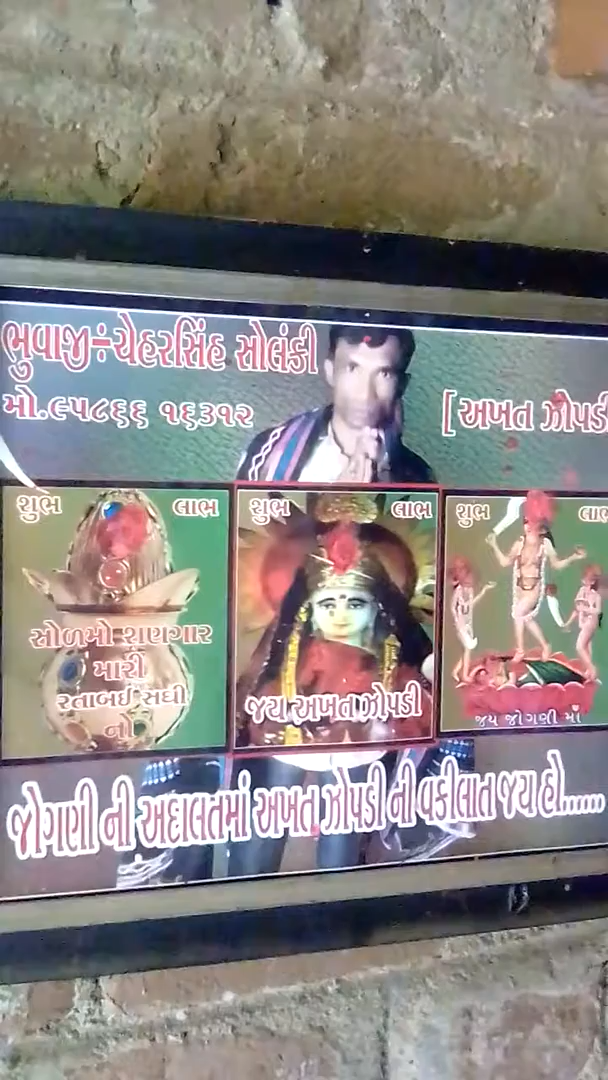 ભુવાજી÷ચેહરસિંહ સોલંકી
મો.૯૫૮૬૬ ૧૬૩૧૨
[અખત ઝોપડી
શુભ લાભ
સોળમો શણગાર
મારી
રતાબઈ સધી
નો
શુભ લાભ
જય અખત ઝોપડી
શુભ લાભ
જય જોગણી માઁ
જોગણી ની અદાલતમાં અખત ઝોપડી ની વકીલાત જય હો......